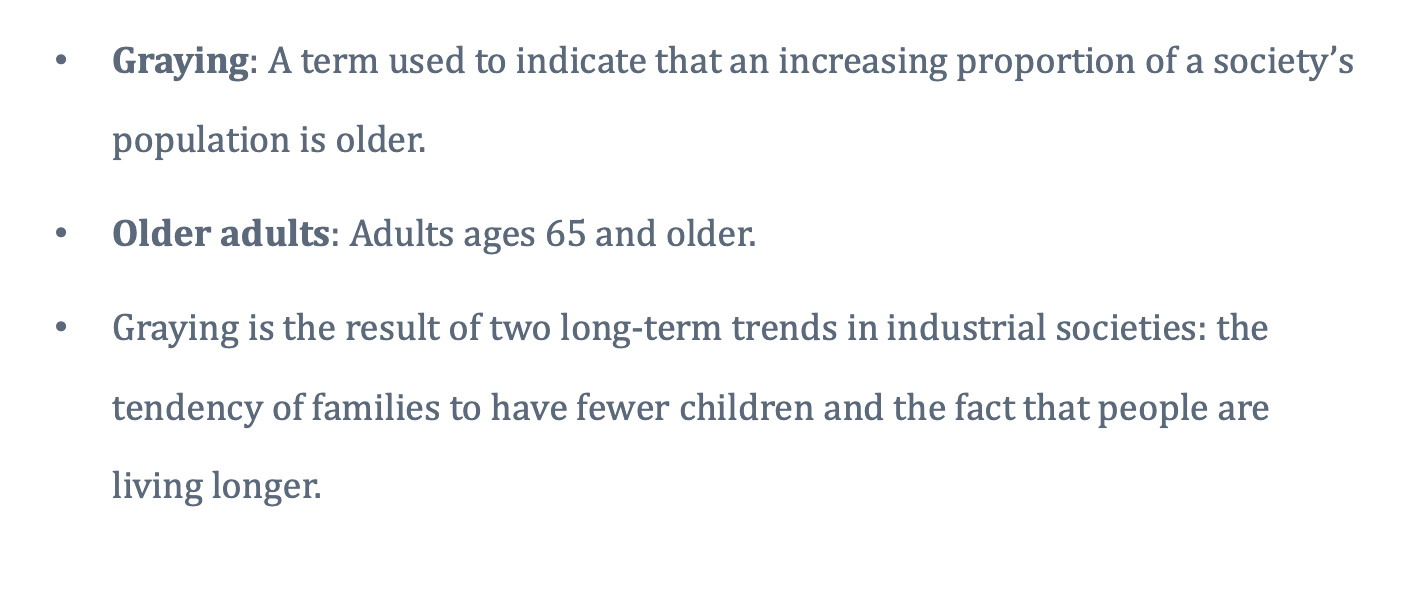 • Graying: A term used to indicate that an increasing proportion of a society’s
population is older.
• Older adults: Adults ages 65 and older.
• Graying is the result of two long-term trends in industrial societies: the
tendency of families to have fewer children and the fact that people are
living longer.